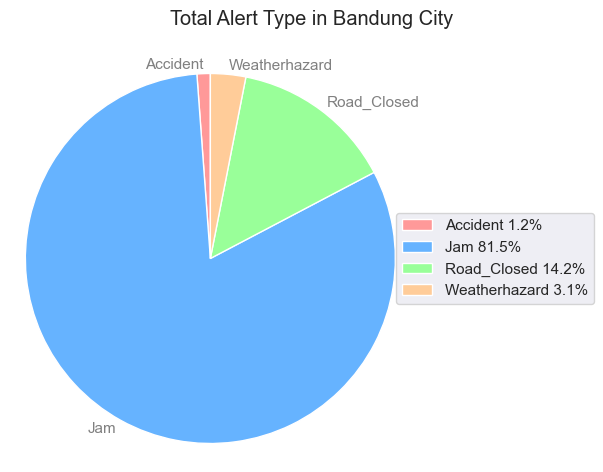 Total Alert Type in Bandung City
Accident
Weatherhazard
Road_Closed
Accident 1.2%
Jam 81.5%
Road_Closed 14.2%
Weatherhazard 3.1%
Jam